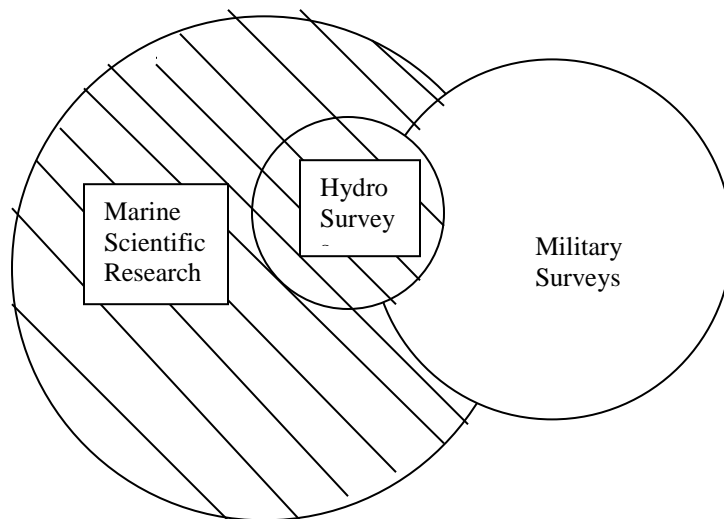 Marine
Scientific
Research
Hydro
Survey
Military
Surveys